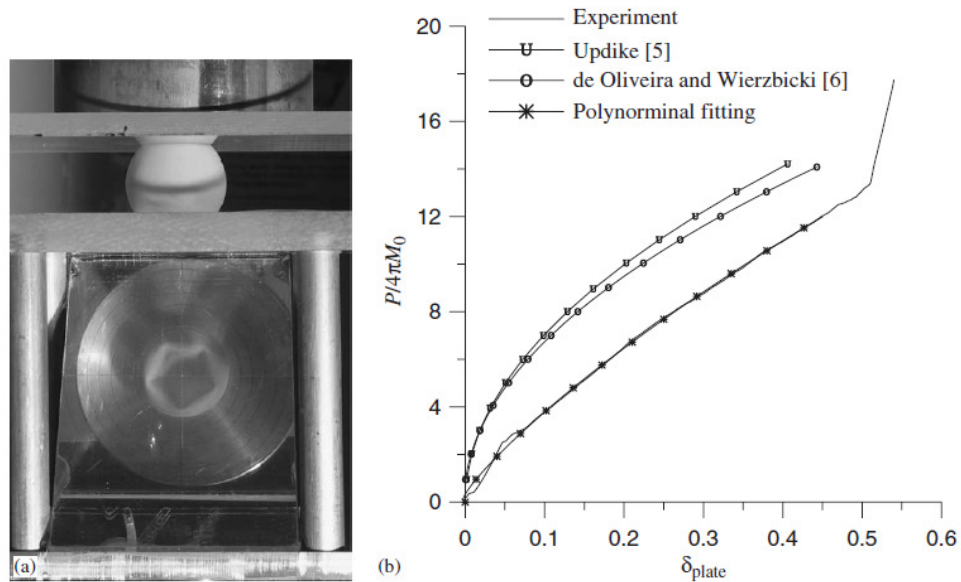 Experiment
Updike [5]
de Oliveira and Wierzbicki [6]
Polynorminal fitting
20
16
12
8
4
0
P/4πM₀
0 0.1 0.2 0.3 0.4 0.5 0.6
δplate
(a)
(b)